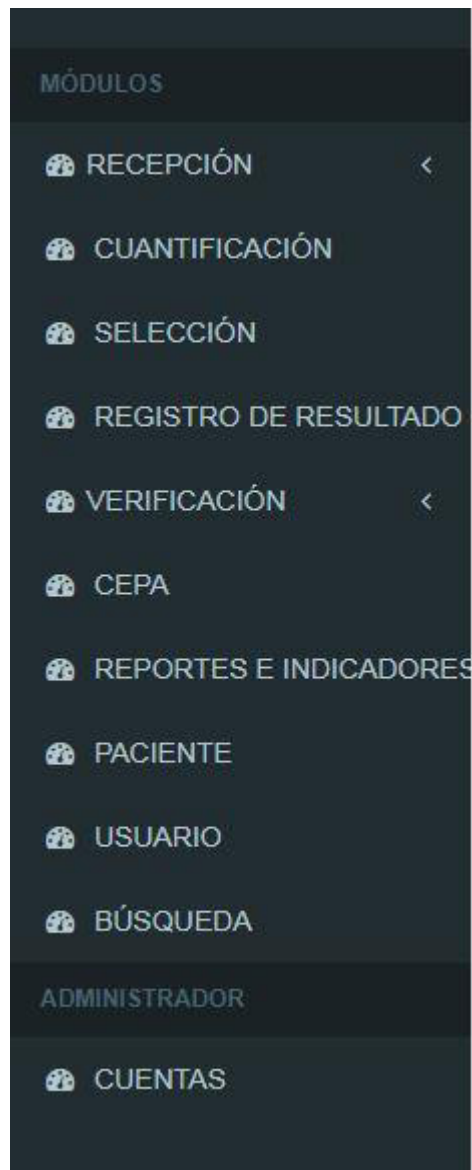 MÓDULOS
RECEPCIÓN
CUANTIFICACIÓN
SELECCIÓN
REGISTRO DE RESULTADO
VERIFICACIÓN
CEPA
REPORTES E INDICADORES
PACIENTE
USUARIO
BÚSQUEDA
ADMINISTRADOR
CUENTAS